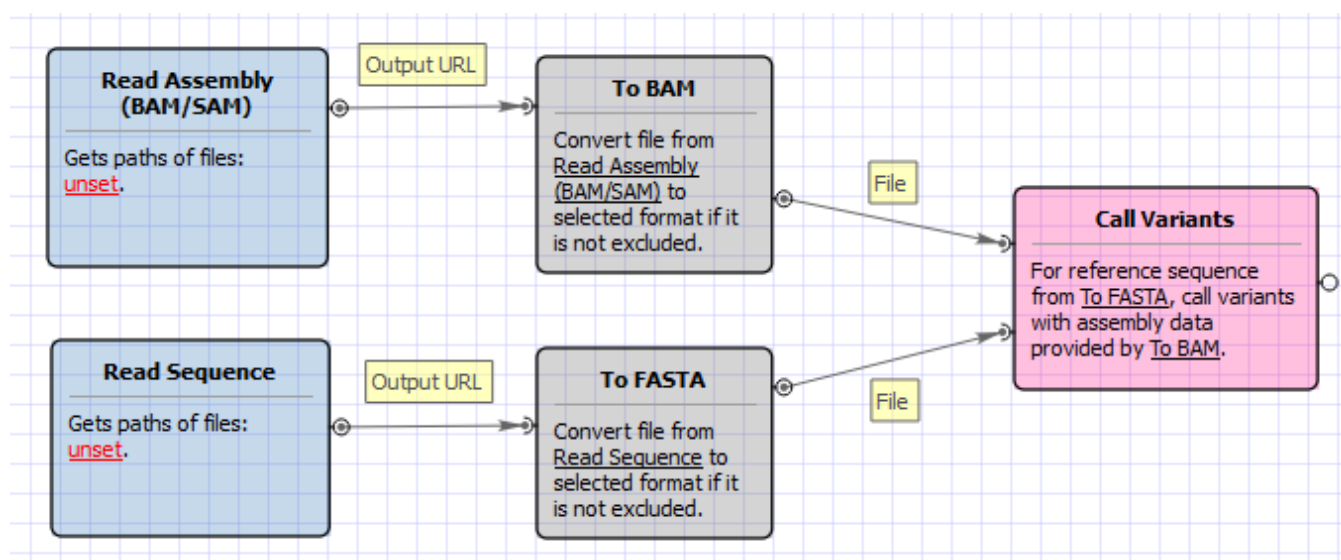 Read Assembly
(BAM/SAM)
Gets paths of files:
unset.
Output URL
To BAM
Convert file from
Read Assembly
(BAM/SAM) to
selected format if it
is not excluded.
File
Call Variants
For reference sequence
from To FASTA, call variants
with assembly data
provided by To BAM.
Read Sequence
Gets paths of files:
unset.
Output URL
To FASTA
Convert file from
Read Sequence to
selected format if it
is not excluded.
File